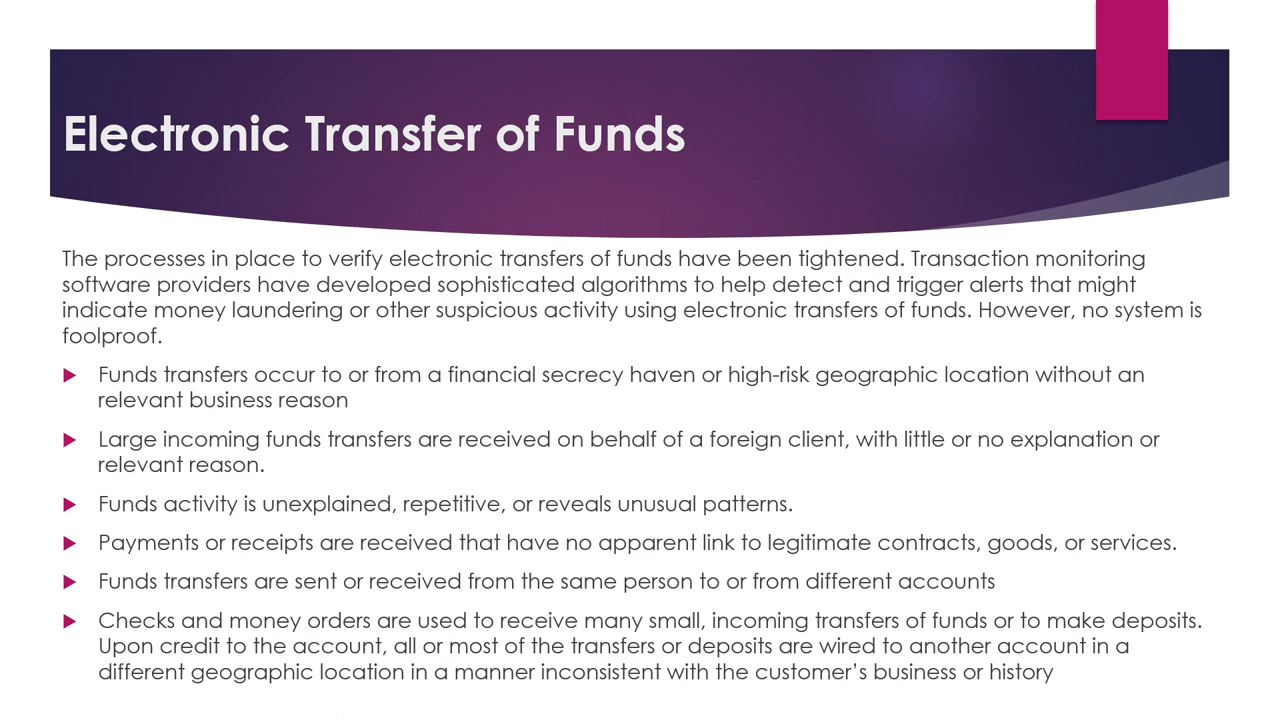 Electronic Transfer of Funds
The processes in place to verify electronic transfers of funds have been tightened. Transaction monitoring
software providers have developed sophisticated algorithms to help detect and trigger alerts that might
indicate money laundering or other suspicious activity using electronic transfers of funds. However, no system is
foolproof.
Funds transfers occur to or from a financial secrecy haven or high-risk geographic location without an
relevant business reason
Large incoming funds transfers are received on behalf of a foreign client, with little or no explanation or
relevant reason.
Funds activity is unexplained, repetitive, or reveals unusual patterns.
Payments or receipts are received that have no apparent link to legitimate contracts, goods, or services.
Funds transfers are sent or received from the same person to or from different accounts
Checks and money orders are used to receive many small, incoming transfers of funds or to make deposits.
Upon credit to the account, all or most of the transfers or deposits are wired to another account in a
different geographic location in a manner inconsistent with the customer’s business or history